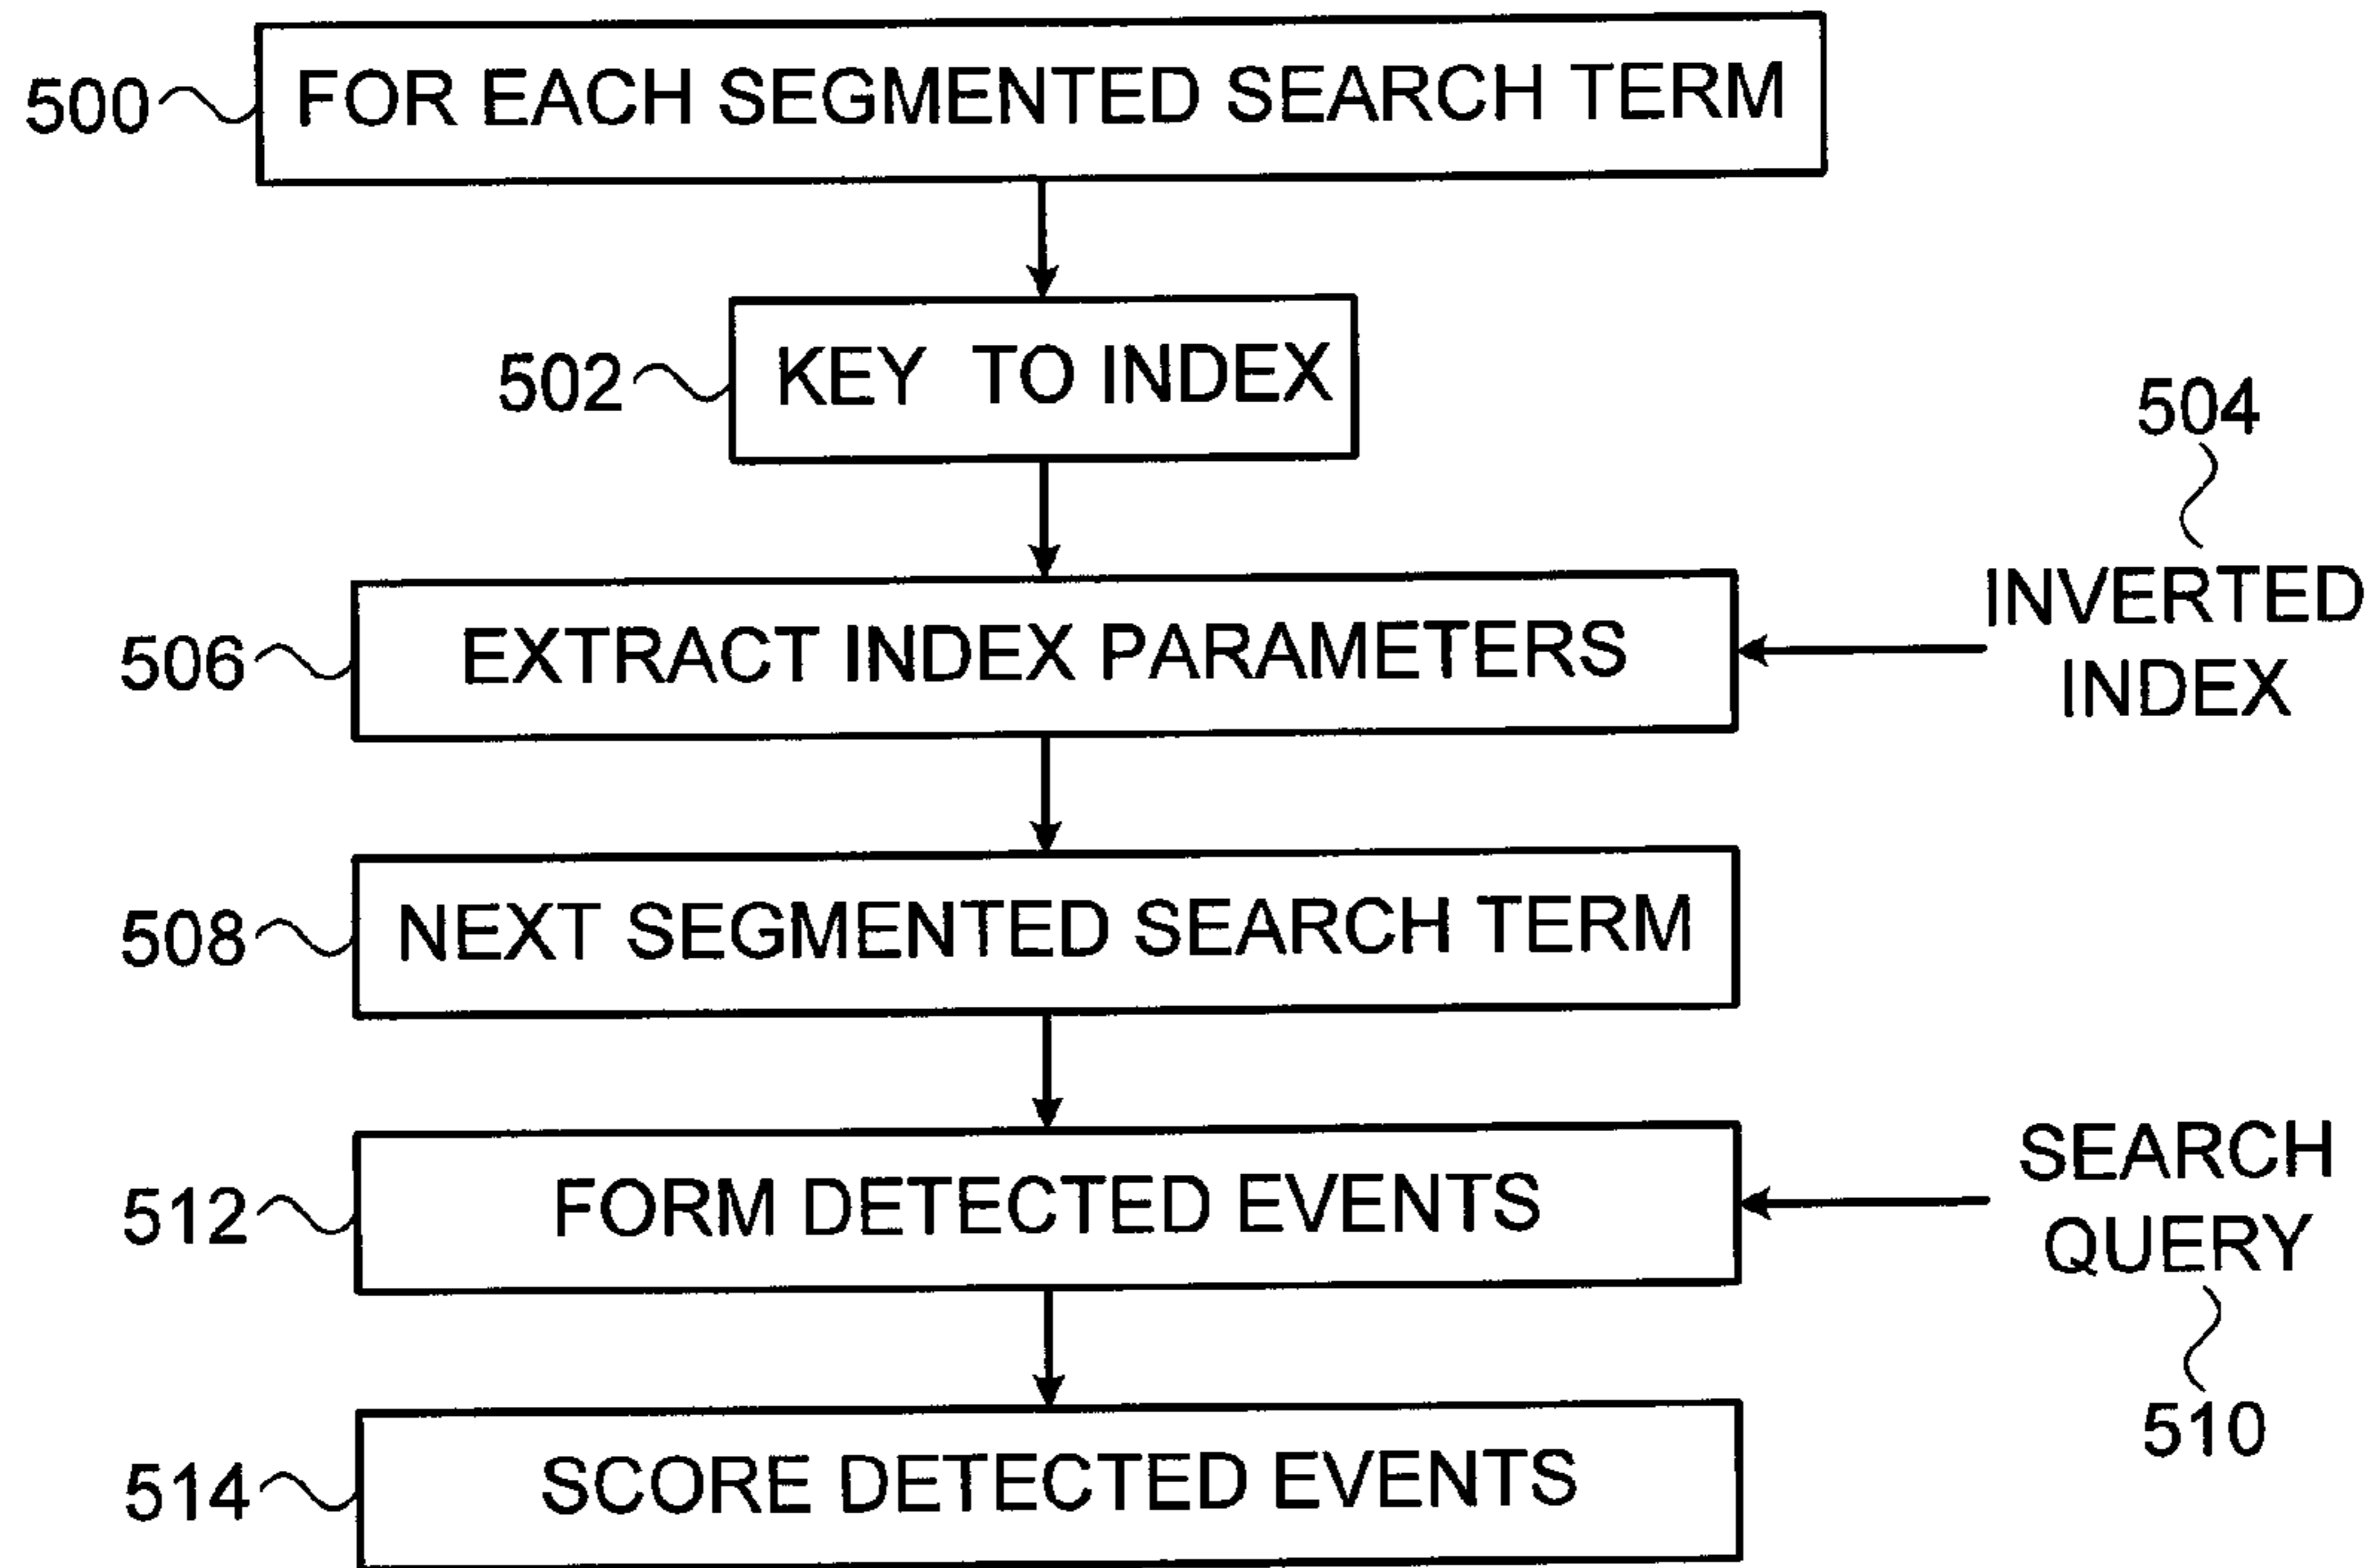 500 FOR EACH SEGMENTED SEARCH TERM
502 KEY TO INDEX
504
INVERTED
INDEX
506 EXTRACT INDEX PARAMETERS
508 NEXT SEGMENTED SEARCH TERM
SEARCH
QUERY
510
512 FORM DETECTED EVENTS
514 SCORE DETECTED EVENTS